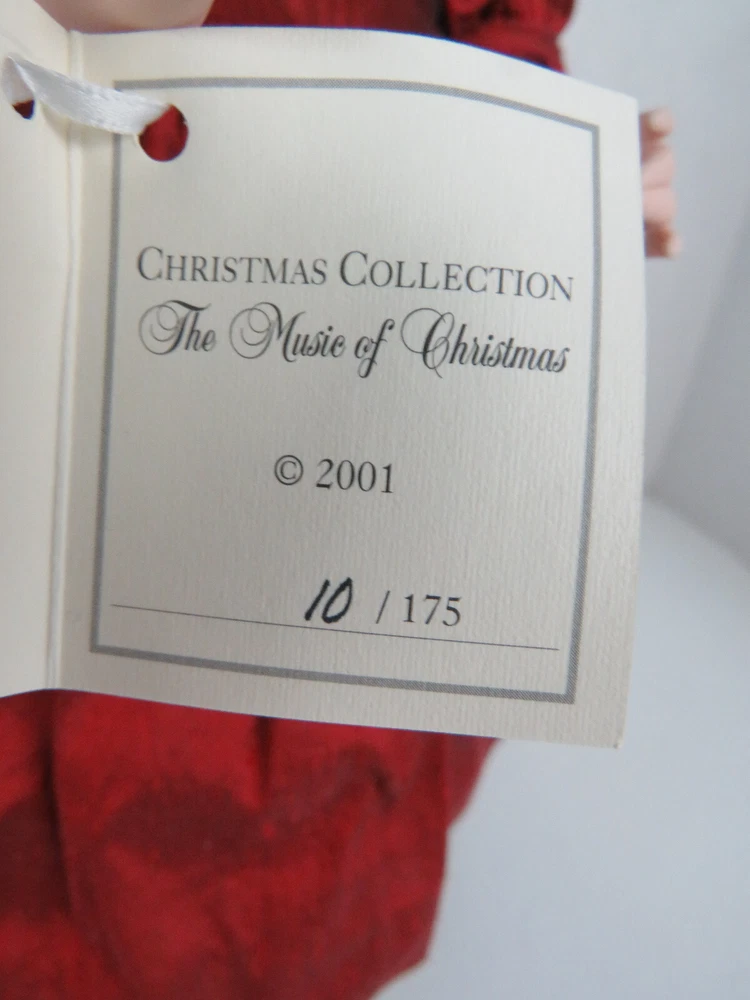 CHRISTMAS COLLECTION
The Music of Christmas
© 2001
10 / 175